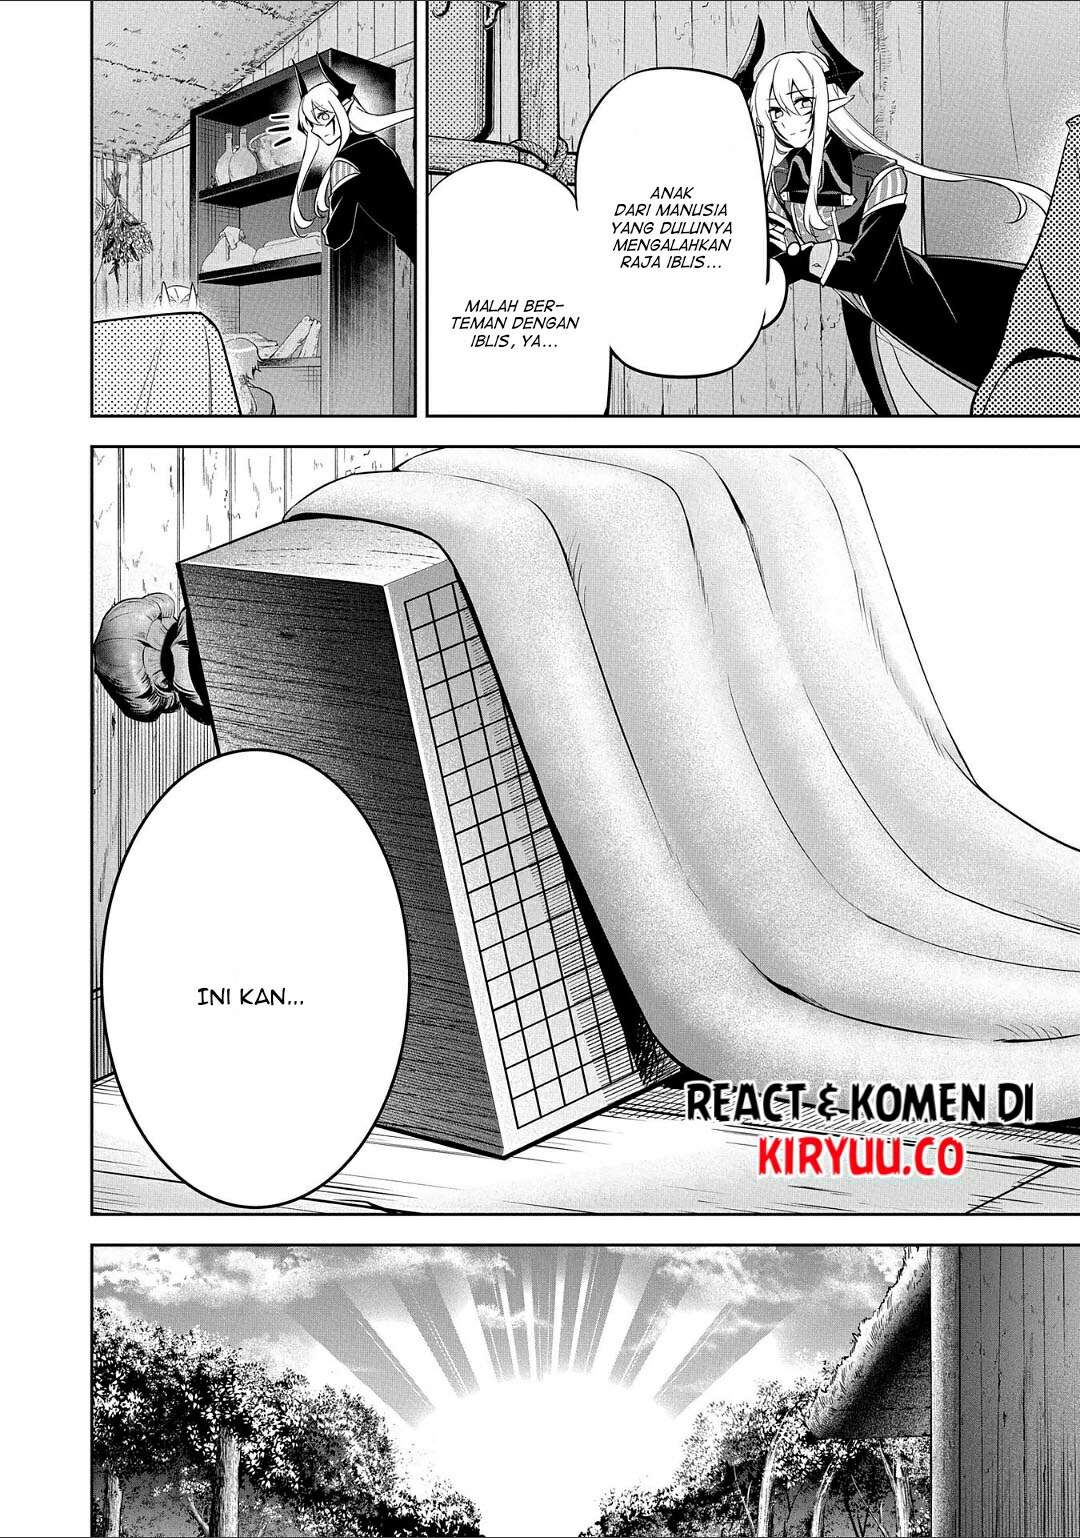 ANAK
DARI MANUSIA
YANG DULUNYA
MENGALAHKAN
RAJA IBLIS...
MALAH BER-
TEMAN DENGAN
IBLIS, YA...
INI KAN...
REACT & KOMEN DI
KIRYUU.CO